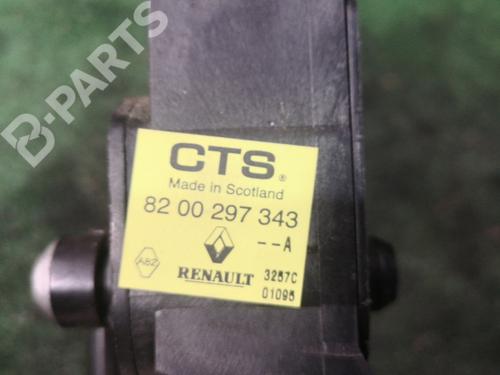 B-PARTS
CTS®
Made in Scotland
82 00 297 343
--A
RENAULT 3257C
01095